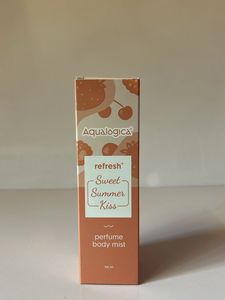 Aqualogica®
refresh+
Sweet
Summer
Kiss
perfume
body mist